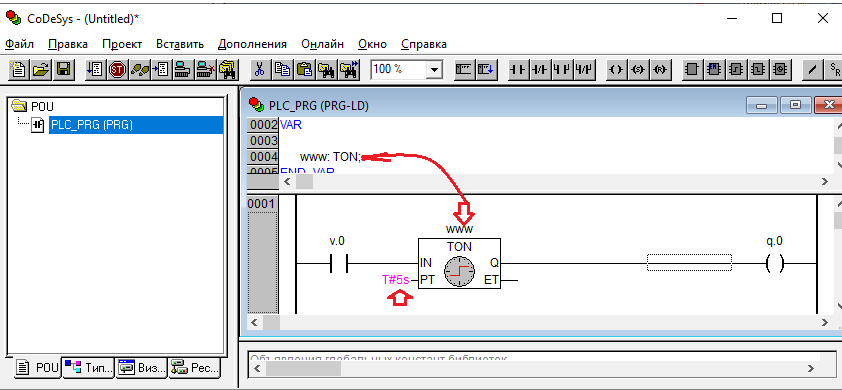 CoDeSys - (Untitled)*
Файл Правка Проект Вставить Дополнения Онлайн Окно Справка
ST 100 % (S) (R) S R
POU
PLC_PRG (PRG)
PLC_PRG (PRG-LD)
0002 VAR
0003
0004 www: TON;
0005 END_VAR
0001
www
v.0 TON q.0
IN Q
T#5s PT ET
POU Тип... Виз... Рес...
Объявления глобальных констант библиотек